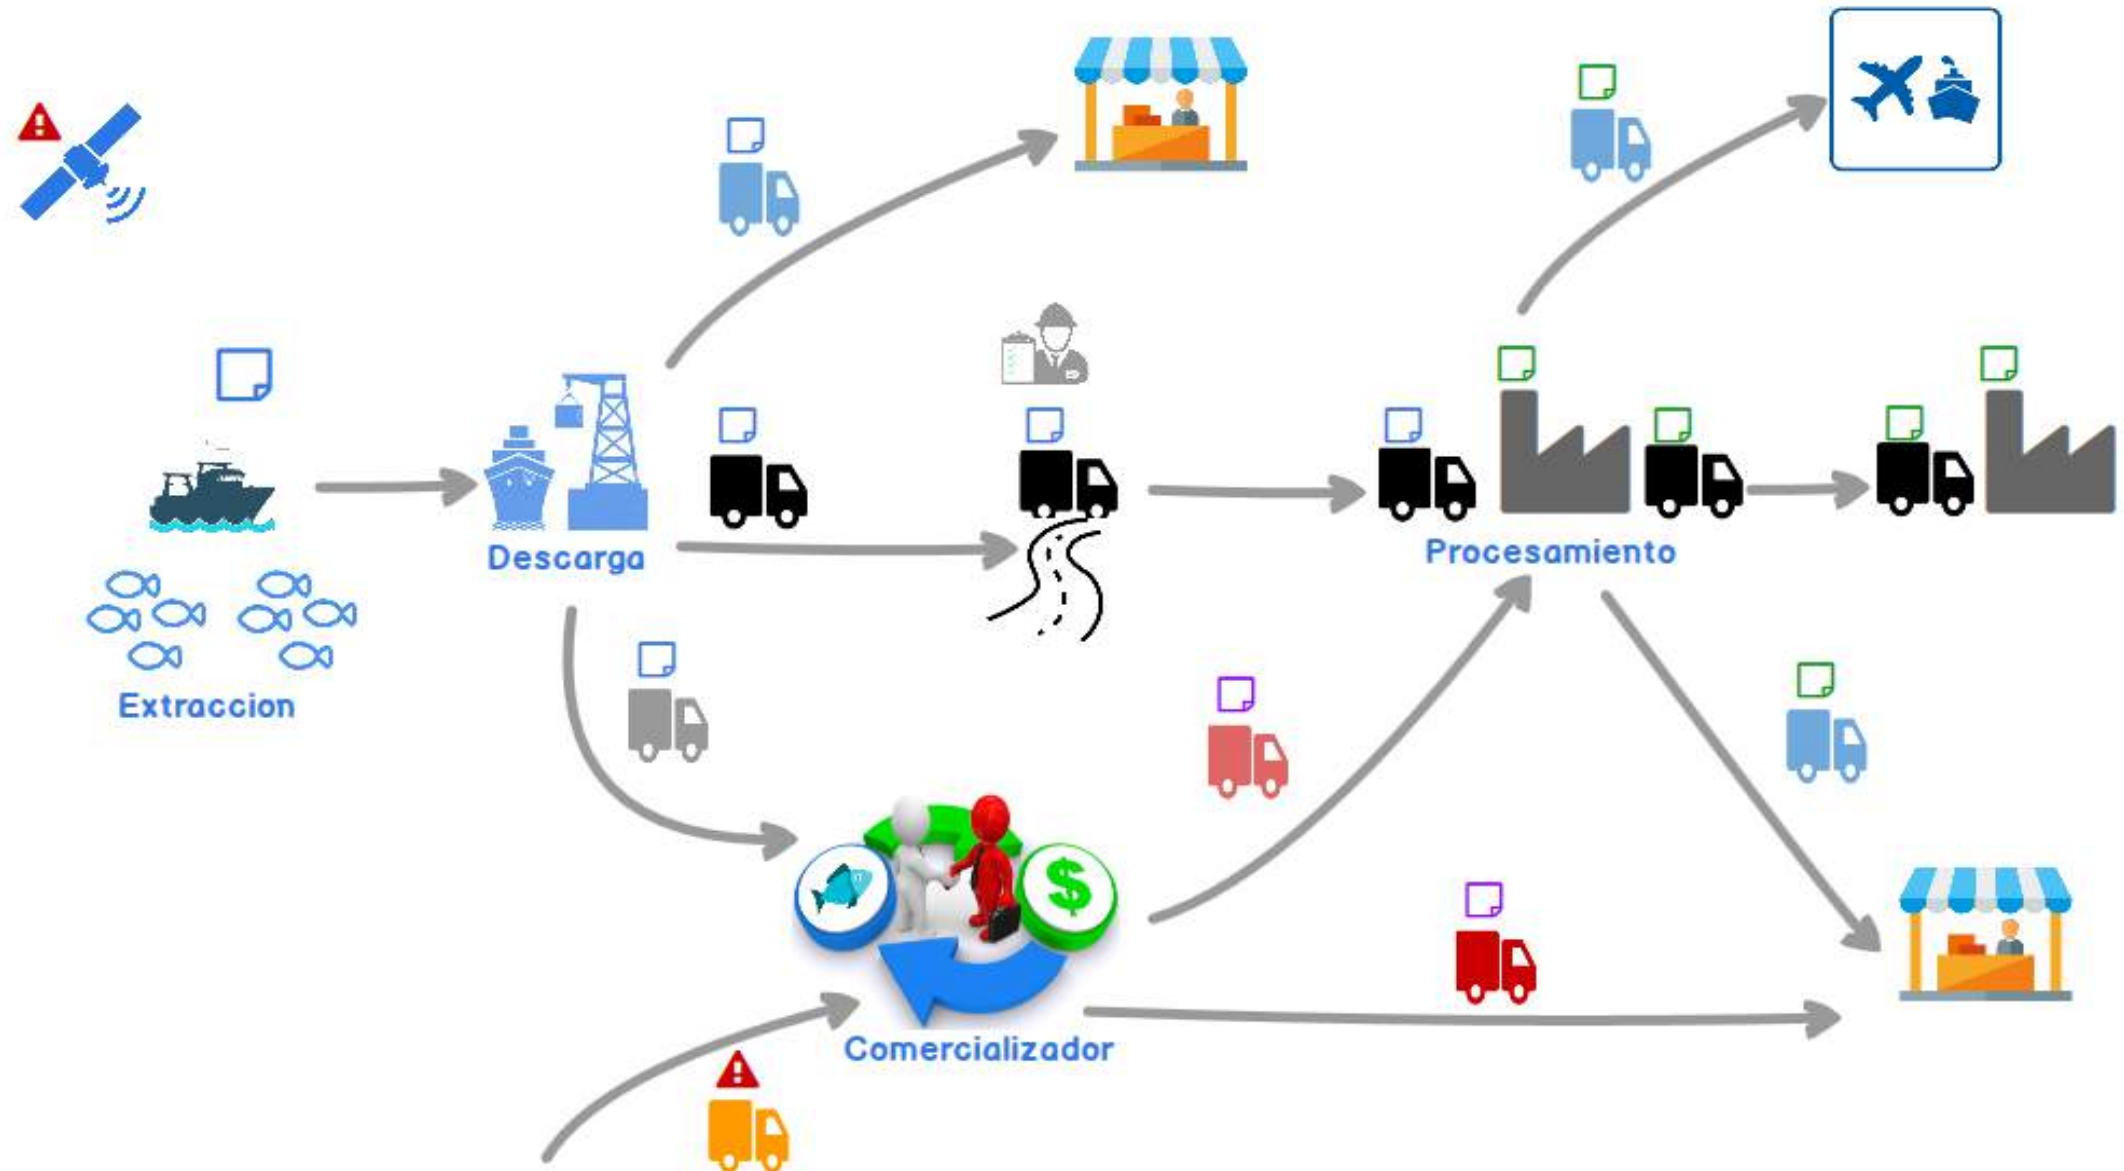 Descarga
Procesamiento
Extraccion
$
Comercializador